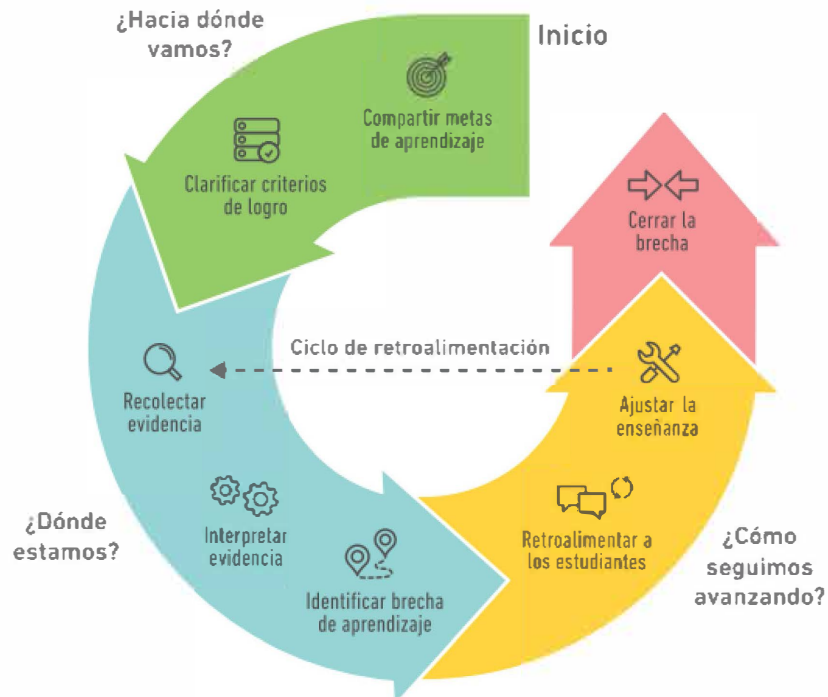 ¿Hacia dónde
vamos?
Inicio
Compartir metas
de aprendizaje
Clarificar criterios
de logro
Cerrar la
brecha
Ciclo de retroalimentación
Recolectar
evidencia
Ajustar la
enseñanza
¿Dónde
estamos?
Interpretar
evidencia
Retroalimentar a
los estudiantes
¿Cómo
seguimos
avanzando?
Identificar brecha
de aprendizaje